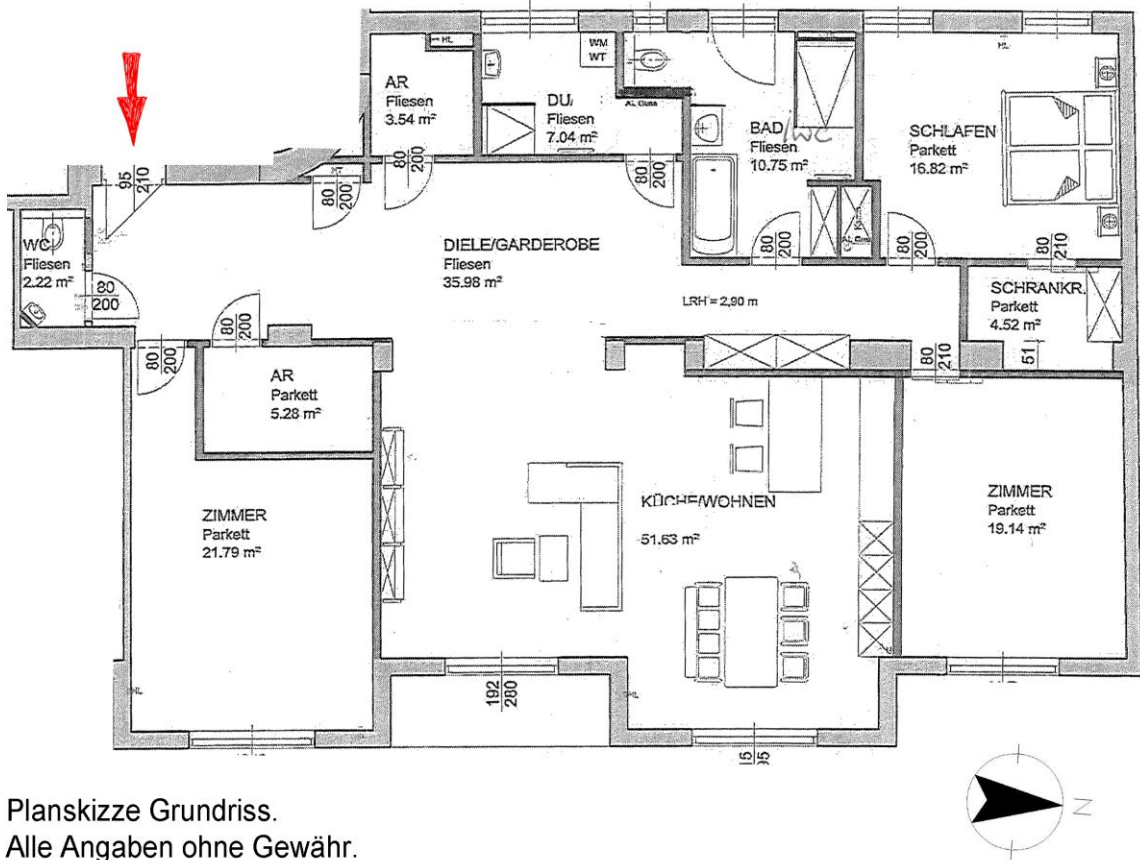 HL
AR
Fliesen
3.54 m²
DU/
Fliesen
7.04 m²
WM
WT
BAD/WC
Fliesen
10.75 m²
HL
SCHLAFEN
Parkett
16.82 m²
95
210
80
200
80
200
80
200
WC
Fliesen
2.22 m²
80
200
DIELE/GARDEROBE
Fliesen
35.98 m²
80
200
80
200
80
210
LRH = 2,90 m
SCHRANKR.
Parkett
4.52 m²
51
80
200
80
200
80
210
AR
Parkett
5.28 m²
ZIMMER
Parkett
21.79 m²
KÜCHE/WOHNEN
51.63 m²
ZIMMER
Parkett
19.14 m²
HL
192
280
N
Planskizze Grundriss.
Alle Angaben ohne Gewähr.